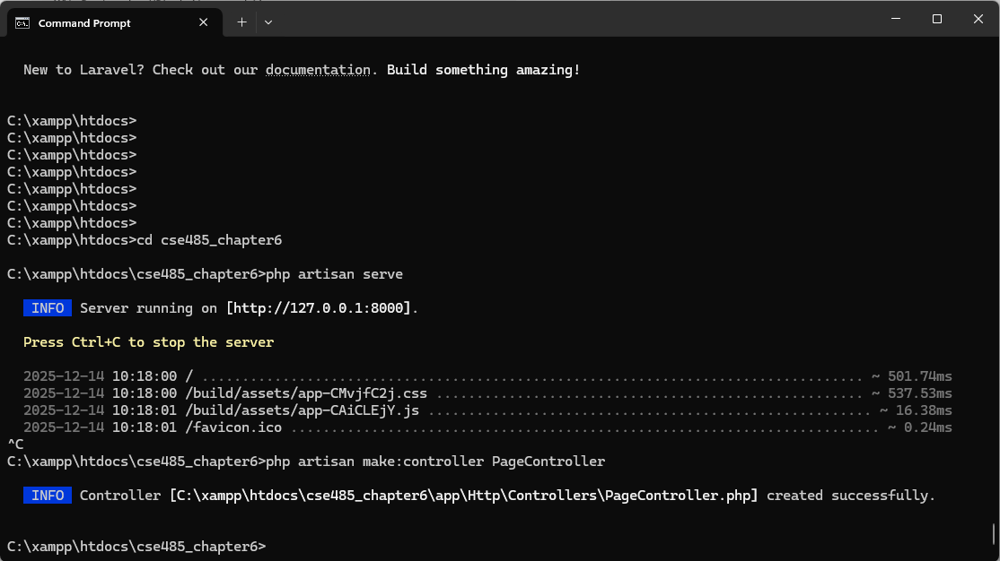 Command Prompt
New to Laravel? Check out our documentation. Build something amazing!
C:\xampp\htdocs>
C:\xampp\htdocs>
C:\xampp\htdocs>
C:\xampp\htdocs>
C:\xampp\htdocs>
C:\xampp\htdocs>
C:\xampp\htdocs>
C:\xampp\htdocs>cd cse485_chapter6
C:\xampp\htdocs\cse485_chapter6>php artisan serve
INFO Server running on [http://127.0.0.1:8000].
Press Ctrl+C to stop the server
2025-12-14 10:18:00 / .................................................................................. ~ 501.74ms
2025-12-14 10:18:00 /build/assets/app-CMvjfC2j.css ..................................................... ~ 537.53ms
2025-12-14 10:18:01 /build/assets/app-CAiCLEjY.js ....................................................... ~ 16.38ms
2025-12-14 10:18:01 /favicon.ico ......................................................................... ~ 0.24ms
^C
C:\xampp\htdocs\cse485_chapter6>php artisan make:controller PageController
INFO Controller [C:\xampp\htdocs\cse485_chapter6\app\Http\Controllers\PageController.php] created successfully.
C:\xampp\htdocs\cse485_chapter6>